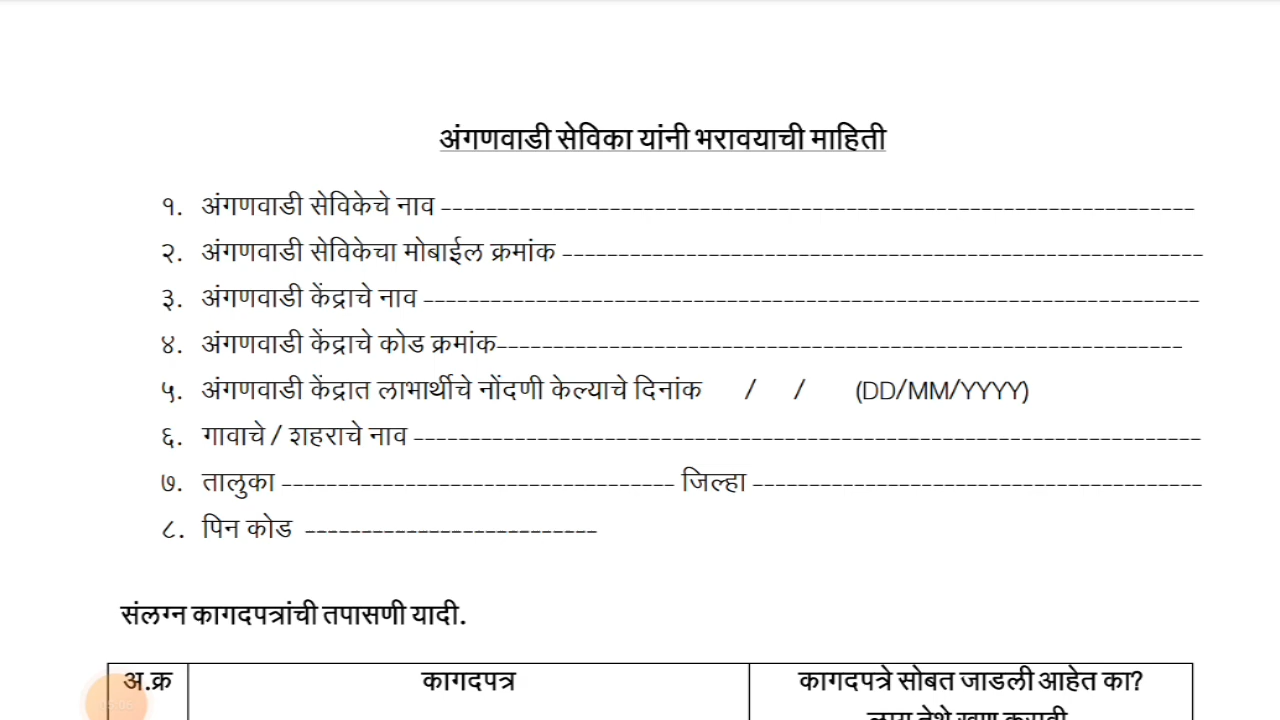 अंगणवाडी सेविका यांनी भरावयाची माहिती
१. अंगणवाडी सेविकेचे नाव -------------------------------------------------------------------
२. अंगणवाडी सेविकेचा मोबाईल क्रमांक ---------------------------------------------------------
३. अंगणवाडी केंद्राचे नाव ---------------------------------------------------------------------
४. अंगणवाडी केंद्राचे कोड क्रमांक-------------------------------------------------------------
५. अंगणवाडी केंद्रात लाभार्थीचे नोंदणी केल्याचे दिनांक / / (DD/MM/YYYY)
६. गावाचे / शहराचे नाव ----------------------------------------------------------------------
७. तालुका ----------------------------------- जिल्हा ----------------------------------------
८. पिन कोड --------------------------
संलग्न कागदपत्रांची तपासणी यादी.
अ.क्र कागदपत्र कागदपत्रे सोबत जाडली आहेत का?